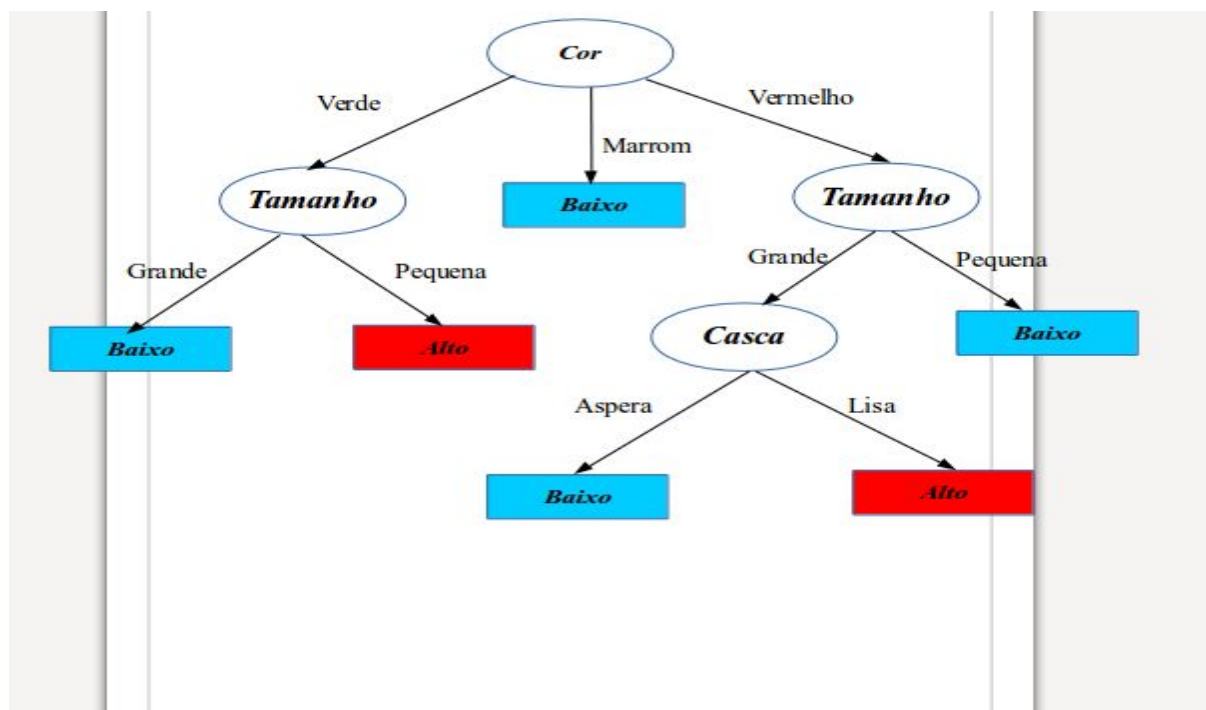 Cor
Verde
Vermelho
Marrom
Tamanho
Baixo
Tamanho
Grande
Pequena
Grande
Pequena
Baixo
Alto
Casca
Baixo
Aspera
Lisa
Baixo
Alto